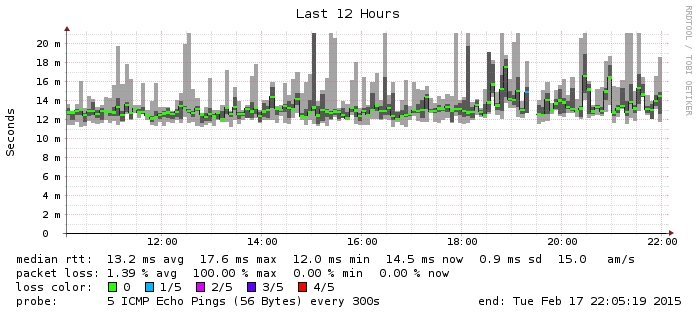 Last 12 Hours
RRDTOOL / TOBI OETIKER
Seconds
20 m
18 m
16 m
14 m
12 m
10 m
8 m
6 m
4 m
2 m
0
12:00 14:00 16:00 18:00 20:00 22:00
median rtt: 13.2 ms avg 17.6 ms max 12.0 ms min 14.5 ms now 0.9 ms sd 15.0 am/s
packet loss: 1.39 % avg 100.00 % max 0.00 % min 0.00 % now
loss color: 0 1/5 2/5 3/5 4/5
probe: 5 ICMP Echo Pings (56 Bytes) every 300s end: Tue Feb 17 22:05:19 2015